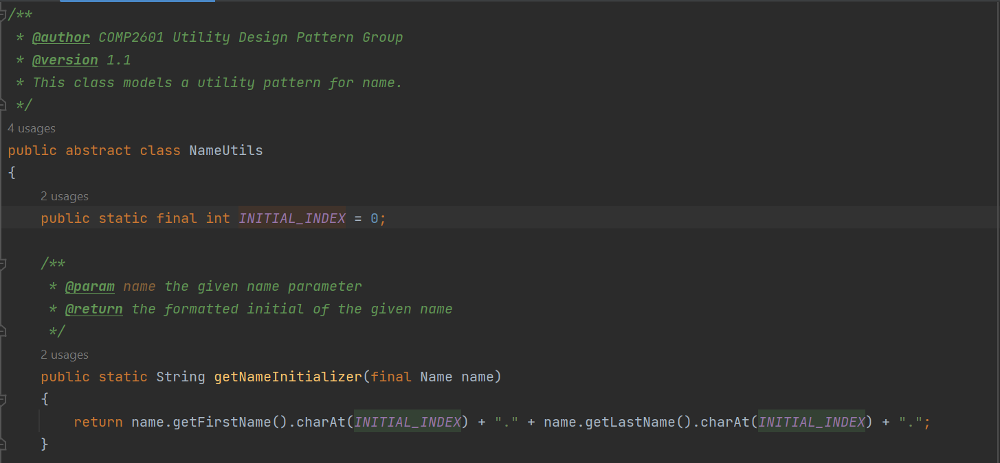 /**
 * @author COMP2601 Utility Design Pattern Group
 * @version 1.1
 * This class models a utility pattern for name.
 */
4 usages
public abstract class NameUtils
{
    2 usages
    public static final int INITIAL_INDEX = 0;

    /**
     * @param name the given name parameter
     * @return the formatted initial of the given name
     */
    2 usages
    public static String getNameInitializer(final Name name)
    {
        return name.getFirstName().charAt(INITIAL_INDEX) + "." + name.getLastName().charAt(INITIAL_INDEX) + ".";
    }